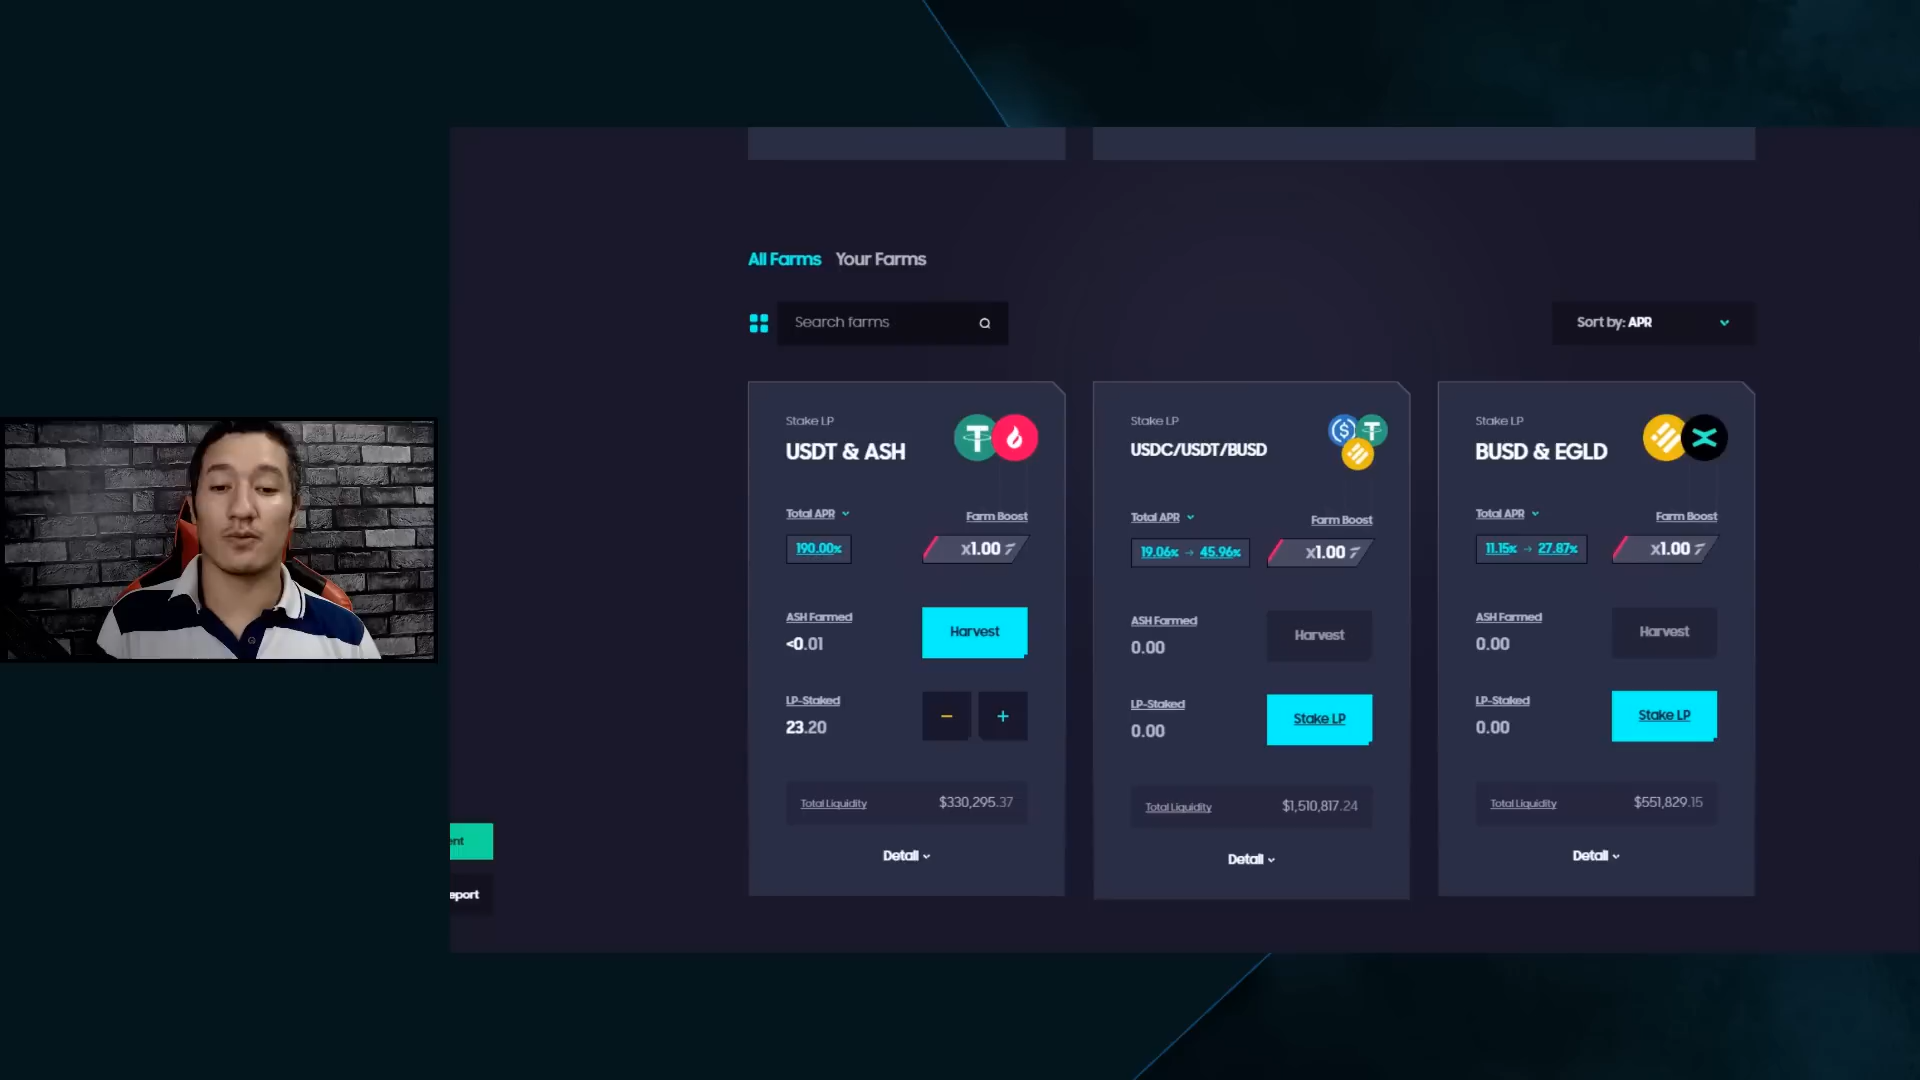 All Farms Your Farms
Search farms
Sort by: APR
Stake LP
USDT & ASH
Total APR
Farm Boost
190.00%
x1.00
ASH Farmed
<0.01
Harvest
LP-Staked
23.20
− +
Total Liquidity $330,295.37
Detail
Stake LP
USDC/USDT/BUSD
Total APR
Farm Boost
19.06% → 45.96%
x1.00
ASH Farmed
0.00
Harvest
LP-Staked
0.00
Stake LP
Total Liquidity $1,510,817.24
Detail
Stake LP
BUSD & EGLD
Total APR
Farm Boost
11.15% → 27.87%
x1.00
ASH Farmed
0.00
Harvest
LP-Staked
0.00
Stake LP
Total Liquidity $551,829.15
Detail
ent
eport